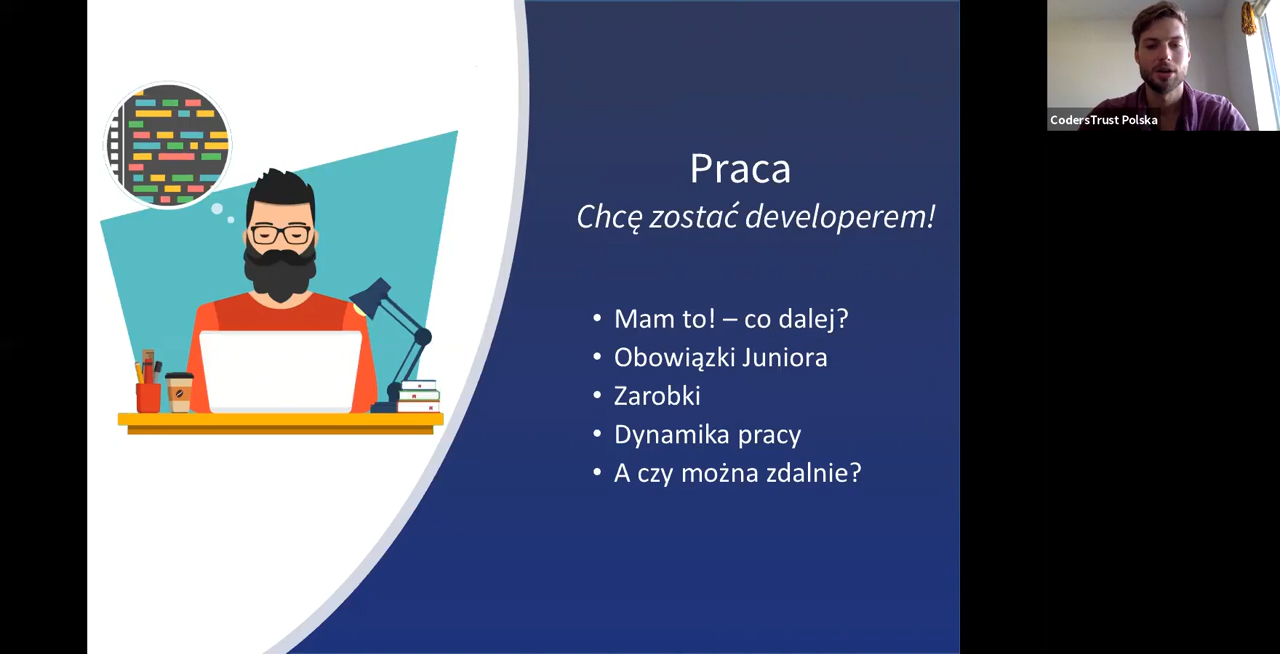 Praca
Chcę zostać developerem!
• Mam to! – co dalej?
• Obowiązki Juniora
• Zarobki
• Dynamika pracy
• A czy można zdalnie?
CodersTrust Polska